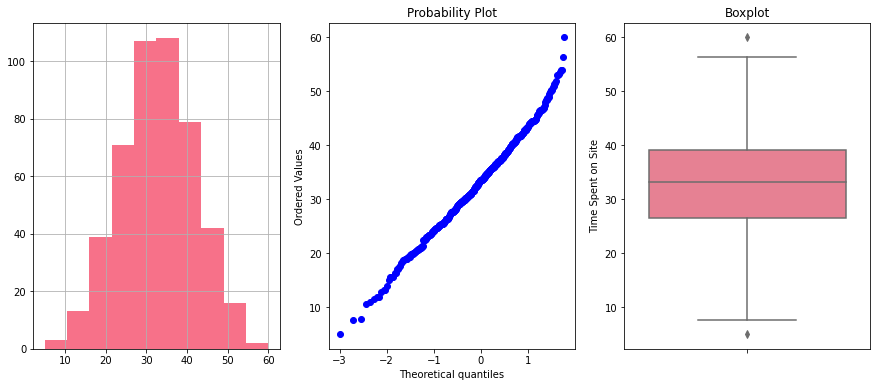 100
80
60
40
20
0
10 20 30 40 50 60
Probability Plot
Ordered Values
60
50
40
30
20
10
−3 −2 −1 0 1
Theoretical quantiles
Boxplot
Time Spent on Site
60
50
40
30
20
10